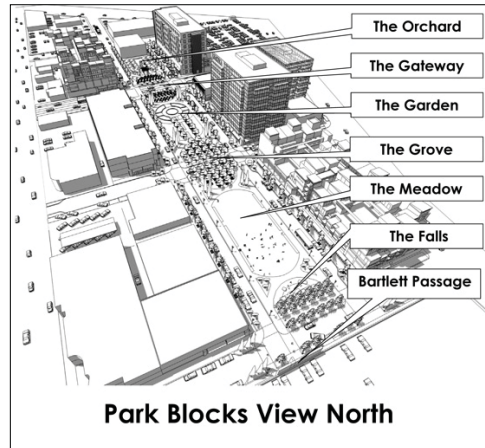 The Orchard
The Gateway
The Garden
The Grove
The Meadow
The Falls
Bartlett Passage
Park Blocks View North